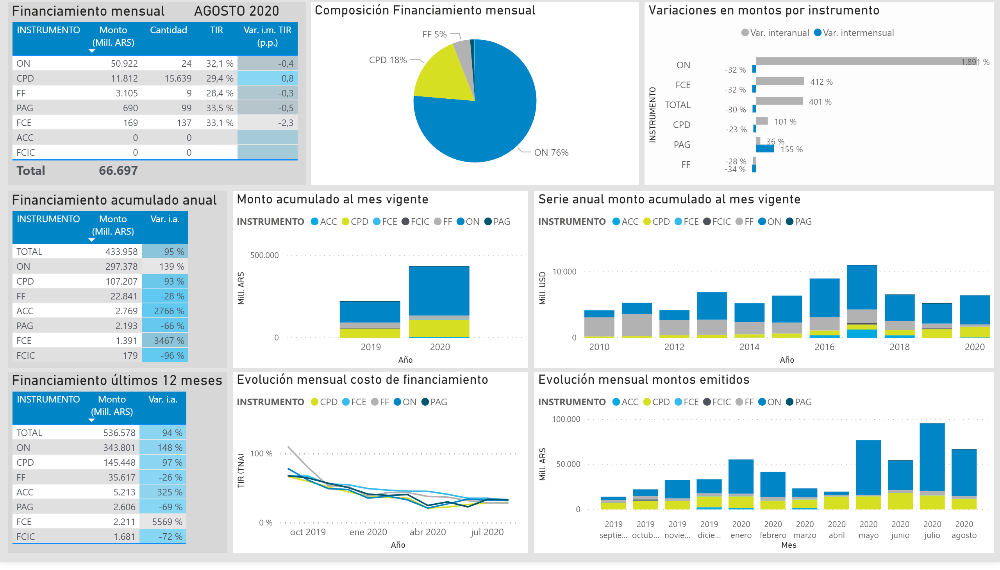 Financiamiento mensual AGOSTO 2020
INSTRUMENTO Monto (Mill. ARS) Cantidad TIR Var. i.m. TIR (p.p.)
ON 50.922 24 32,1 % -0,4
CPD 11.812 15.639 29,4 % 0,8
FF 3.105 9 28,4 % -0,3
PAG 690 99 33,5 % -0,5
FCE 169 137 33,1 % -2,3
ACC 0 0
FCIC 0 0
Total 66.697
Composición Financiamiento mensual
FF 5%
CPD 18%
ON 76%
Variaciones en montos por instrumento
Var. interanual Var. intermensual
INSTRUMENTO
ON 1.891 % -32 %
FCE 412 % -32 %
TOTAL 401 % -30 %
CPD 101 % -23 %
PAG 36 % 155 %
FF -28 % -34 %
Financiamiento acumulado anual
INSTRUMENTO Monto (Mill. ARS) Var. i.a.
TOTAL 433.958 95 %
ON 297.378 139 %
CPD 107.207 93 %
FF 22.841 -28 %
ACC 2.769 2766 %
PAG 2.193 -66 %
FCE 1.391 3467 %
FCIC 179 -96 %
Monto acumulado al mes vigente
INSTRUMENTO ACC CPD FCE FCIC FF ON PAG
Mill. ARS
500.000
0
2019 2020
Año
Serie anual monto acumulado al mes vigente
INSTRUMENTO ACC CPD FCE FCIC FF ON PAG
Mill. USD
10.000
0
2010 2012 2014 2016 2018 2020
Año
Financiamiento últimos 12 meses
INSTRUMENTO Monto (Mill. ARS) Var. i.a.
TOTAL 536.578 94 %
ON 343.801 148 %
CPD 145.448 97 %
FF 35.617 -26 %
ACC 5.213 325 %
PAG 2.606 -69 %
FCE 2.211 5569 %
FCIC 1.681 -72 %
Evolución mensual costo de financiamiento
INSTRUMENTO CPD FCE FF ON PAG
TIR (TNA)
100 %
0 %
oct 2019 ene 2020 abr 2020 jul 2020
Año
Evolución mensual montos emitidos
INSTRUMENTO ACC CPD FCE FCIC FF ON PAG
Mill. ARS
100.000
50.000
0
2019 2019 2019 2019 2020 2020 2020 2020 2020 2020 2020 2020
septie... octub... novie... dicie... enero febrero marzo abril mayo junio julio agosto
Mes